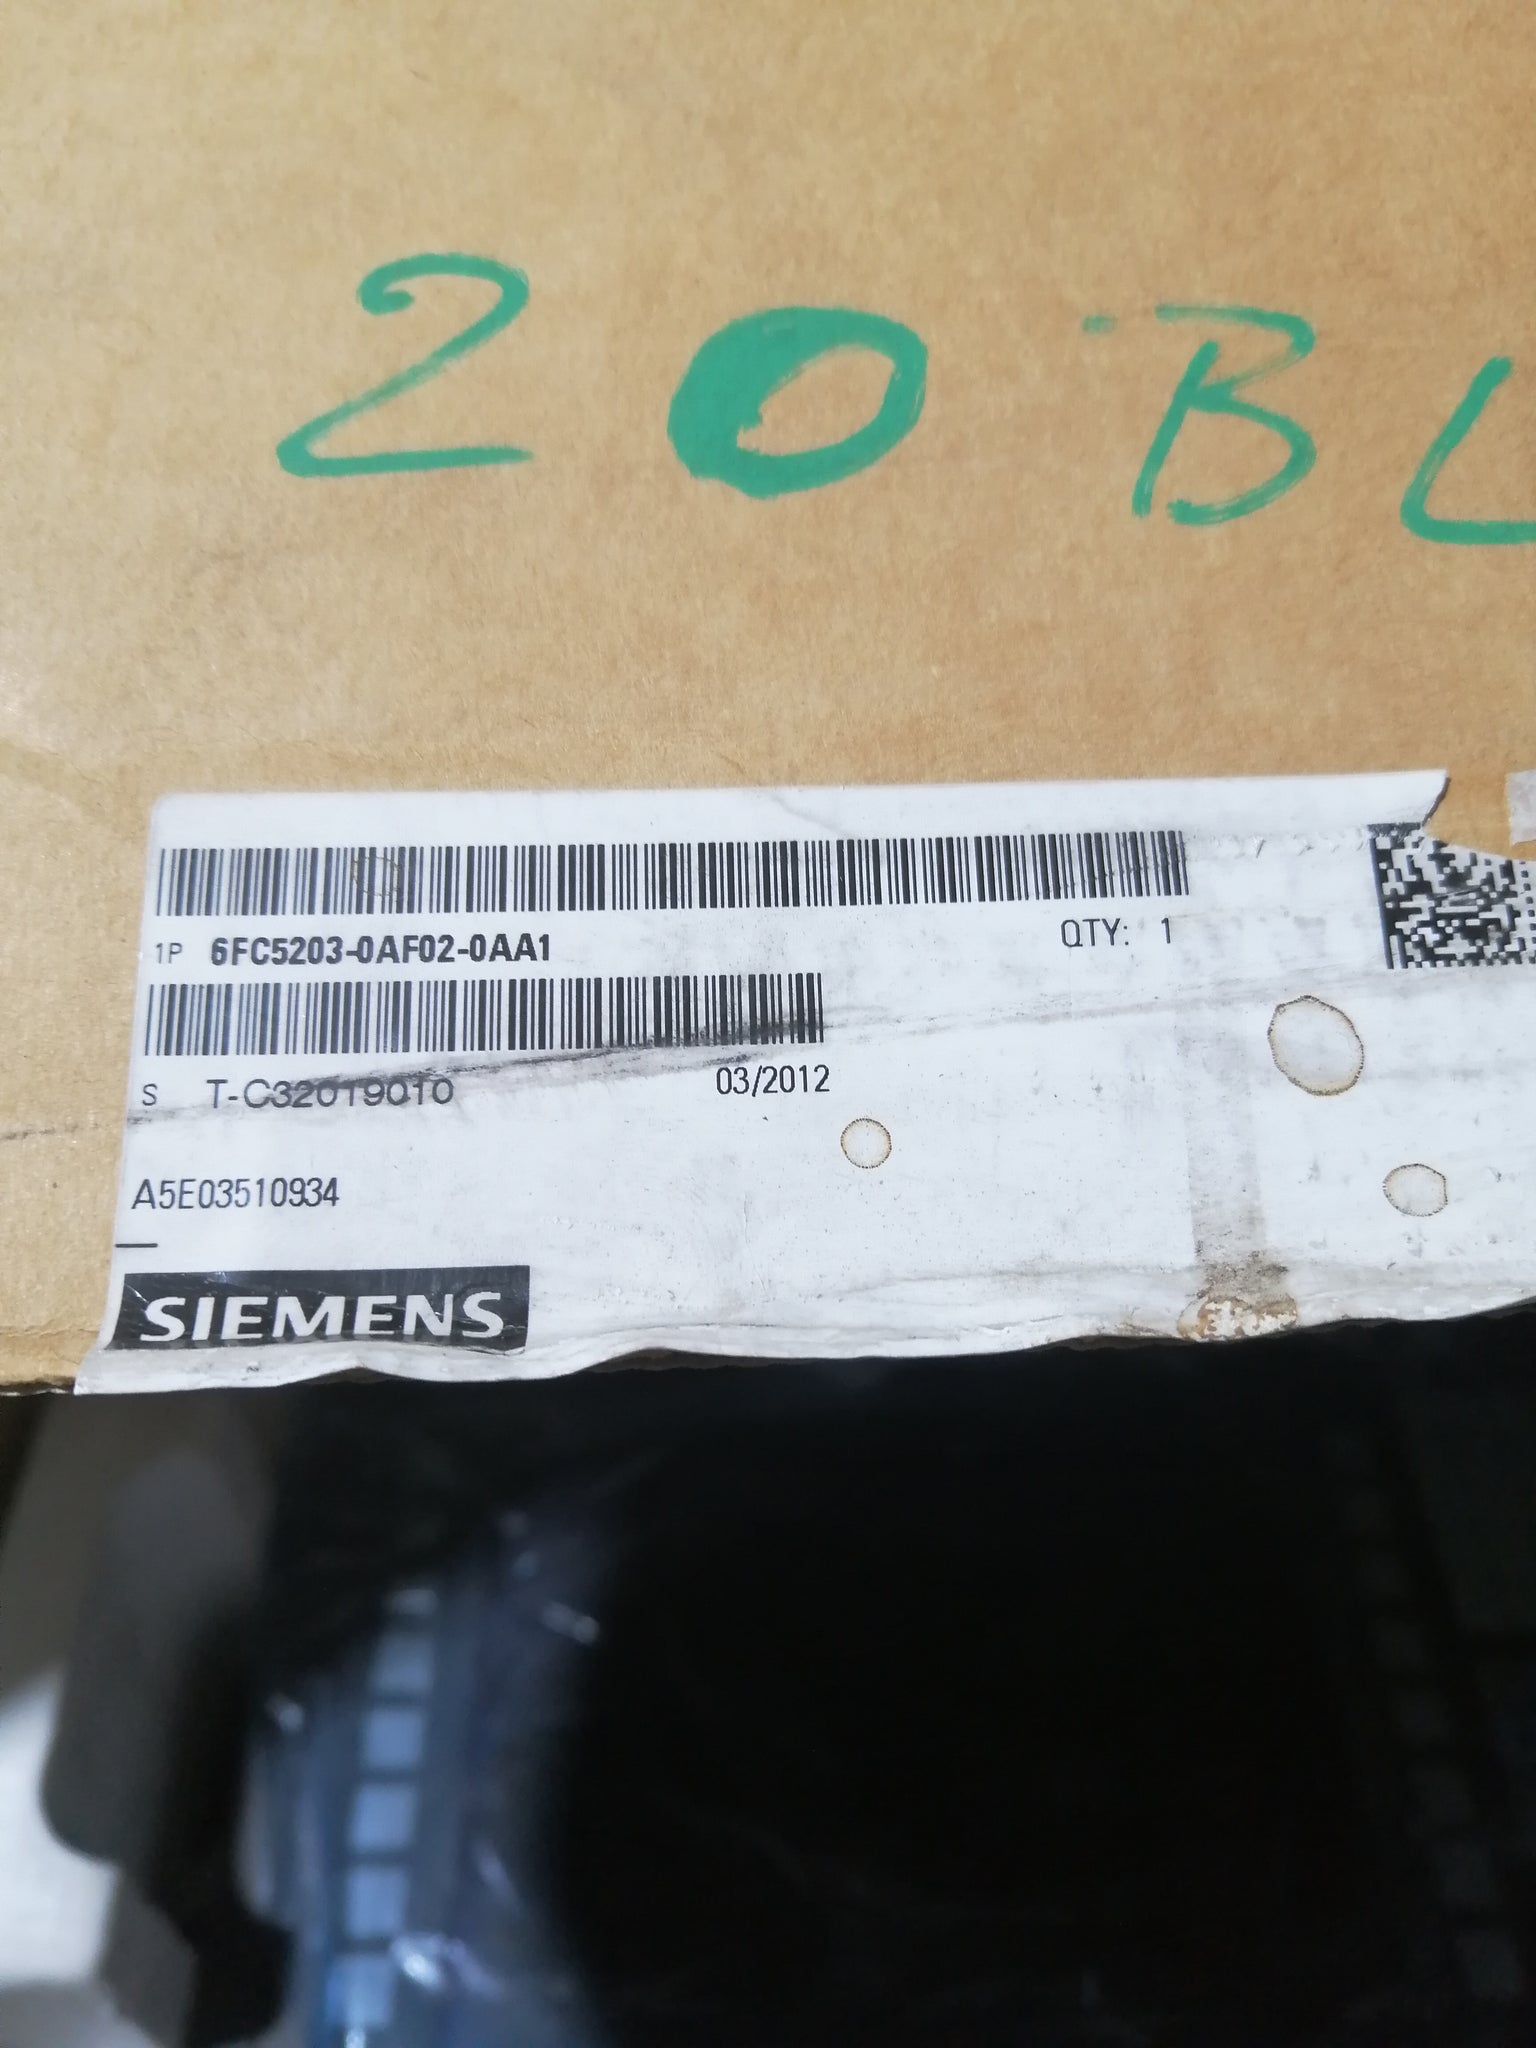 20 BL
1P 6FC5203-0AF02-0AA1 QTY: 1
S T-C32019010 03/2012
A5E03510934
SIEMENS